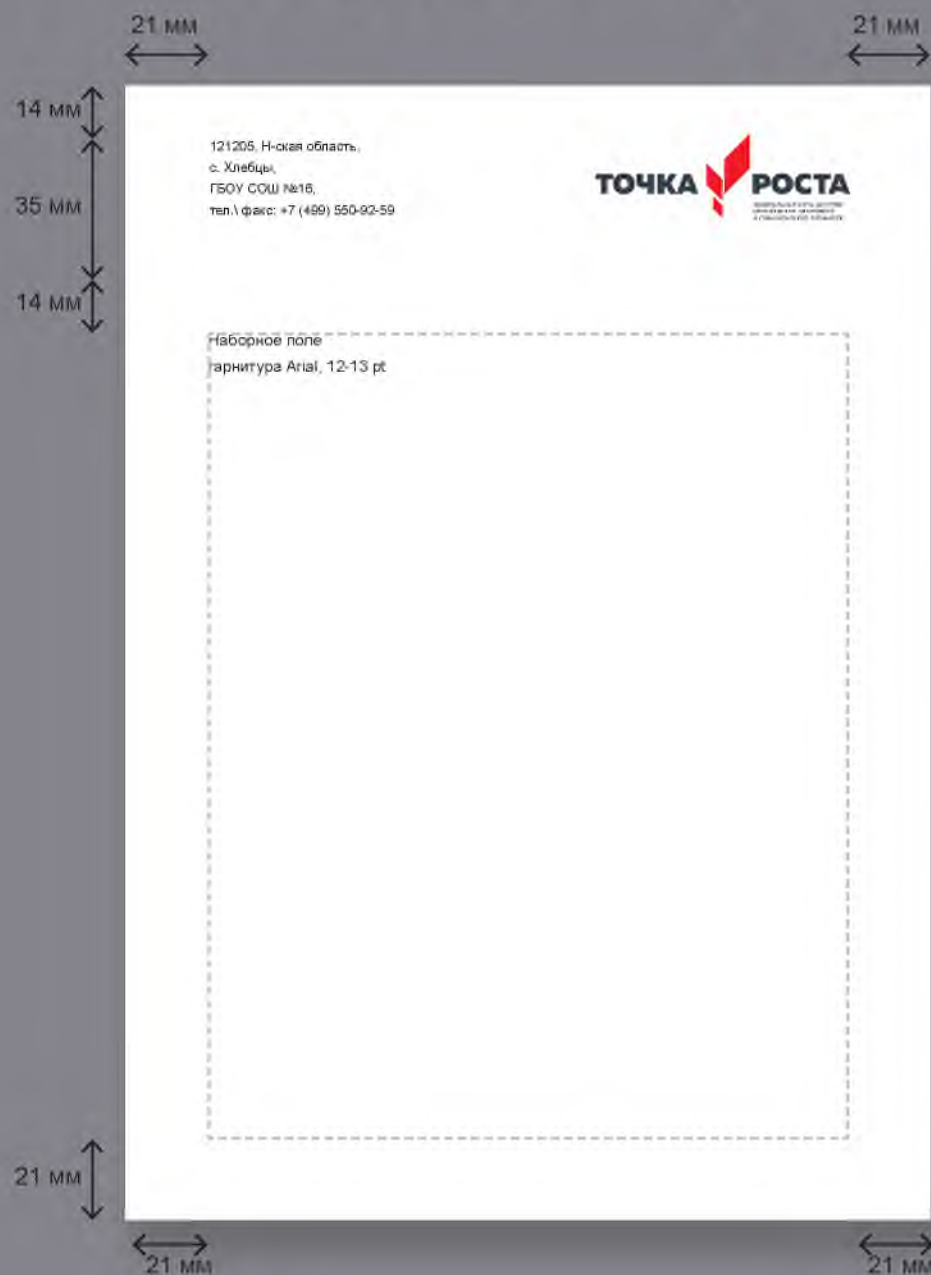 21 мм
21 мм
14 мм
35 мм
14 мм
121205, Н-ская область,
с. Хлебцы,
ГБОУ СОШ №16,
тел.\ факс: +7 (499) 550-92-59
ТОЧКА РОСТА
Наборное поле
гарнитура Arial, 12-13 pt
21 мм
21 мм
21 мм